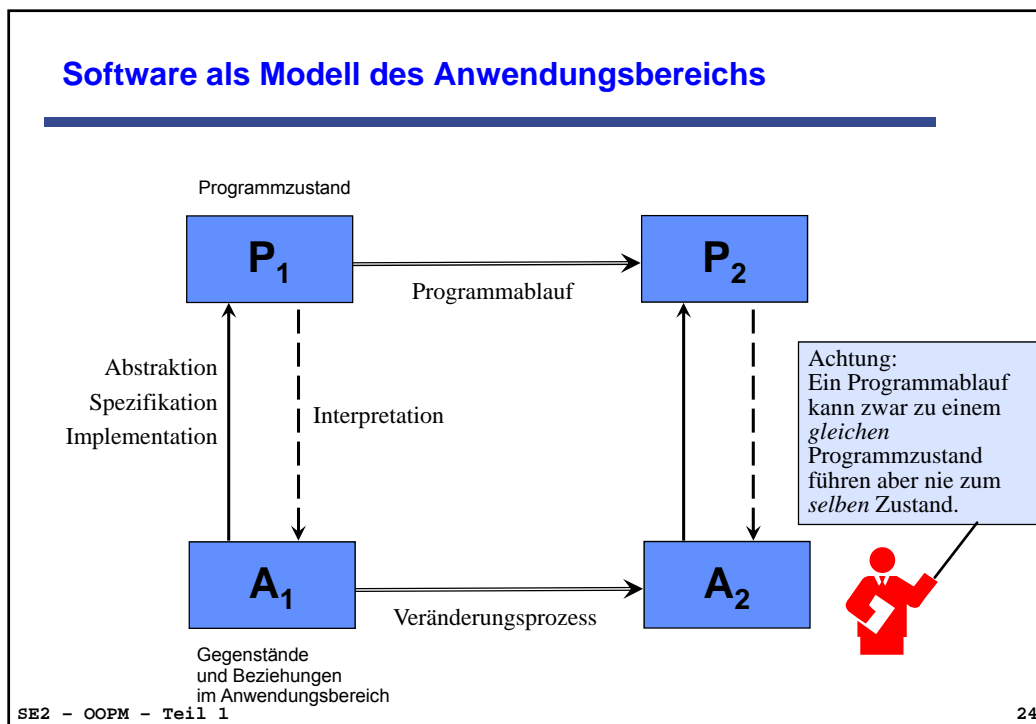 Software als Modell des Anwendungsbereichs
Programmzustand
P1
P2
Programmablauf
Abstraktion
Spezifikation
Implementation
Interpretation
Achtung:
Ein Programmablauf
kann zwar zu einem
gleichen
Programmzustand
führen aber nie zum
selben Zustand.
A1
A2
Veränderungsprozess
Gegenstände
und Beziehungen
im Anwendungsbereich
SE2 – OOPM – Teil 1
24